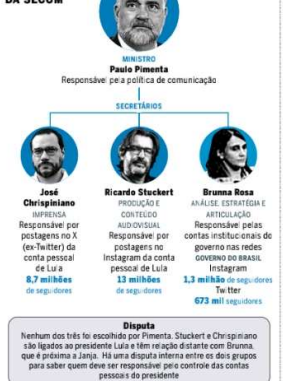 DA SECOM
MINISTRO
Paulo Pimenta
Responsável pela política de comunicação
SECRETÁRIOS
José
Chrispiniano
IMPRENSA
Responsável por
postagens no X
(ex-Twitter) da
conta pessoal
de Lula
8,7 milhões
de seguidores
Ricardo Stuckert
PRODUÇÃO E
CONTEÚDO
AUDIOVISUAL
Responsável por
postagens no
Instagram da conta
pessoal de Lula
13 milhões
de seguidores
Brunna Rosa
ANÁLISE, ESTRATÉGIA E
ARTICULAÇÃO
Responsável pelas
contas institucionais do
governo nas redes
GOVERNO DO BRASIL
Instagram
1,3 milhão de seguidores
Twitter
673 mil seguidores
Disputa
Nenhum dos três foi escolhido por Pimenta. Stuckert e Chrispiniano
são ligados ao presidente Lula e têm relação distante com Brunna,
que é próxima a Janja. Há uma disputa interna entre os dois grupos
para saber quem deve ser responsável pelo controle das contas
pessoais do presidente